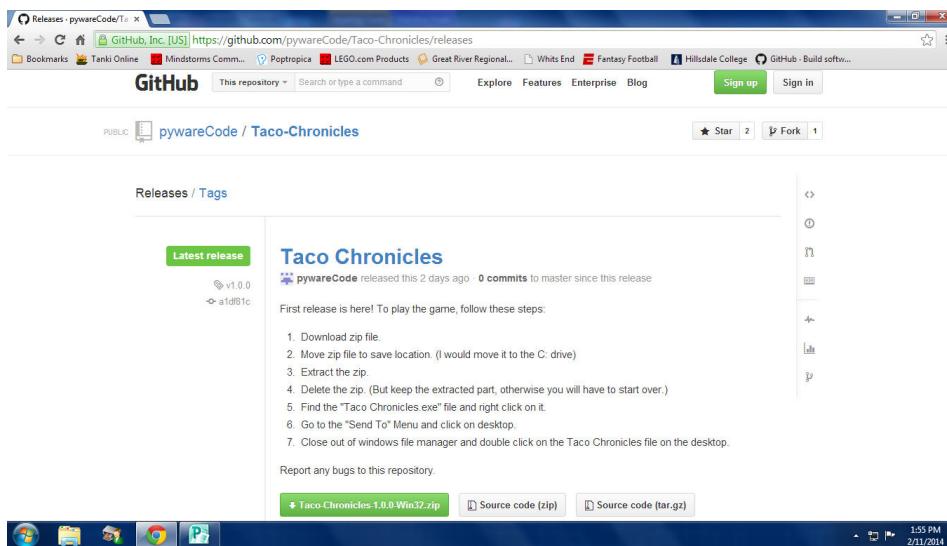 Releases · pywareCode/Ta
GitHub, Inc. [US] https://github.com/pywareCode/Taco-Chronicles/releases
Bookmarks Tanki Online Mindstorms Comm... Poptropica LEGO.com Products Great River Regional... Whits End Fantasy Football Hillsdale College GitHub · Build softw...
GitHub This repository Search or type a command Explore Features Enterprise Blog Sign up Sign in
PUBLIC pywareCode / Taco-Chronicles Star 2 Fork 1
Releases / Tags
Latest release
v1.0.0
a1df81c
Taco Chronicles
pywareCode released this 2 days ago · 0 commits to master since this release
First release is here! To play the game, follow these steps:
1. Download zip file.
2. Move zip file to save location. (I would move it to the C: drive)
3. Extract the zip.
4. Delete the zip. (But keep the extracted part, otherwise you will have to start over.)
5. Find the "Taco Chronicles.exe" file and right click on it.
6. Go to the "Send To" Menu and click on desktop.
7. Close out of windows file manager and double click on the Taco Chronicles file on the desktop.
Report any bugs to this repository.
Taco-Chronicles-1.0.0-Win32.zip Source code (zip) Source code (tar.gz)
1:55 PM
2/11/2014